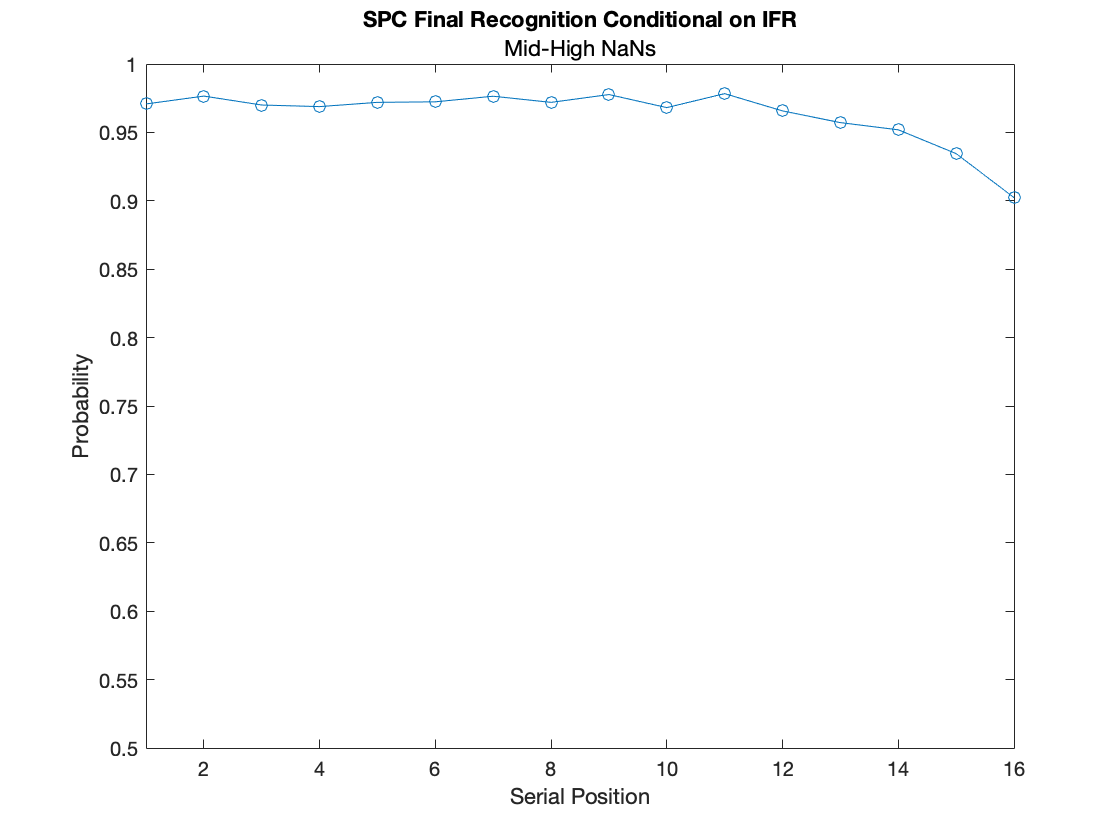 SPC Final Recognition Conditional on IFR
Mid-High NaNs
1
0.95
0.9
0.85
0.8
0.75
0.7
0.65
0.6
0.55
0.5
Probability
2 4 6 8 10 12 14 16
Serial Position